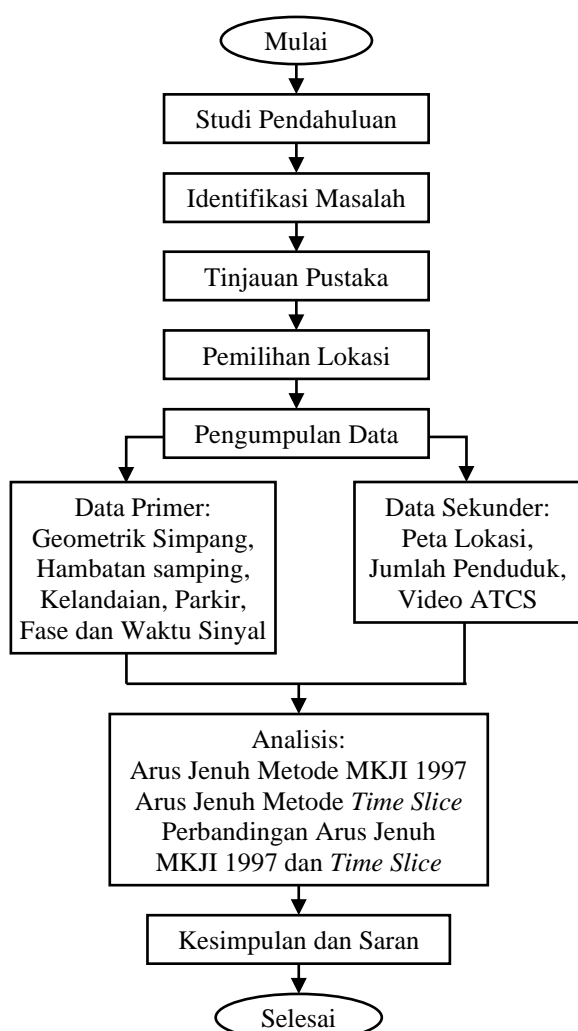 Mulai
Studi Pendahuluan
Identifikasi Masalah
Tinjauan Pustaka
Pemilihan Lokasi
Pengumpulan Data
Data Primer:
Geometrik Simpang,
Hambatan samping,
Kelandaian, Parkir,
Fase dan Waktu Sinyal
Data Sekunder:
Peta Lokasi,
Jumlah Penduduk,
Video ATCS
Analisis:
Arus Jenuh Metode MKJI 1997
Arus Jenuh Metode Time Slice
Perbandingan Arus Jenuh
MKJI 1997 dan Time Slice
Kesimpulan dan Saran
Selesai